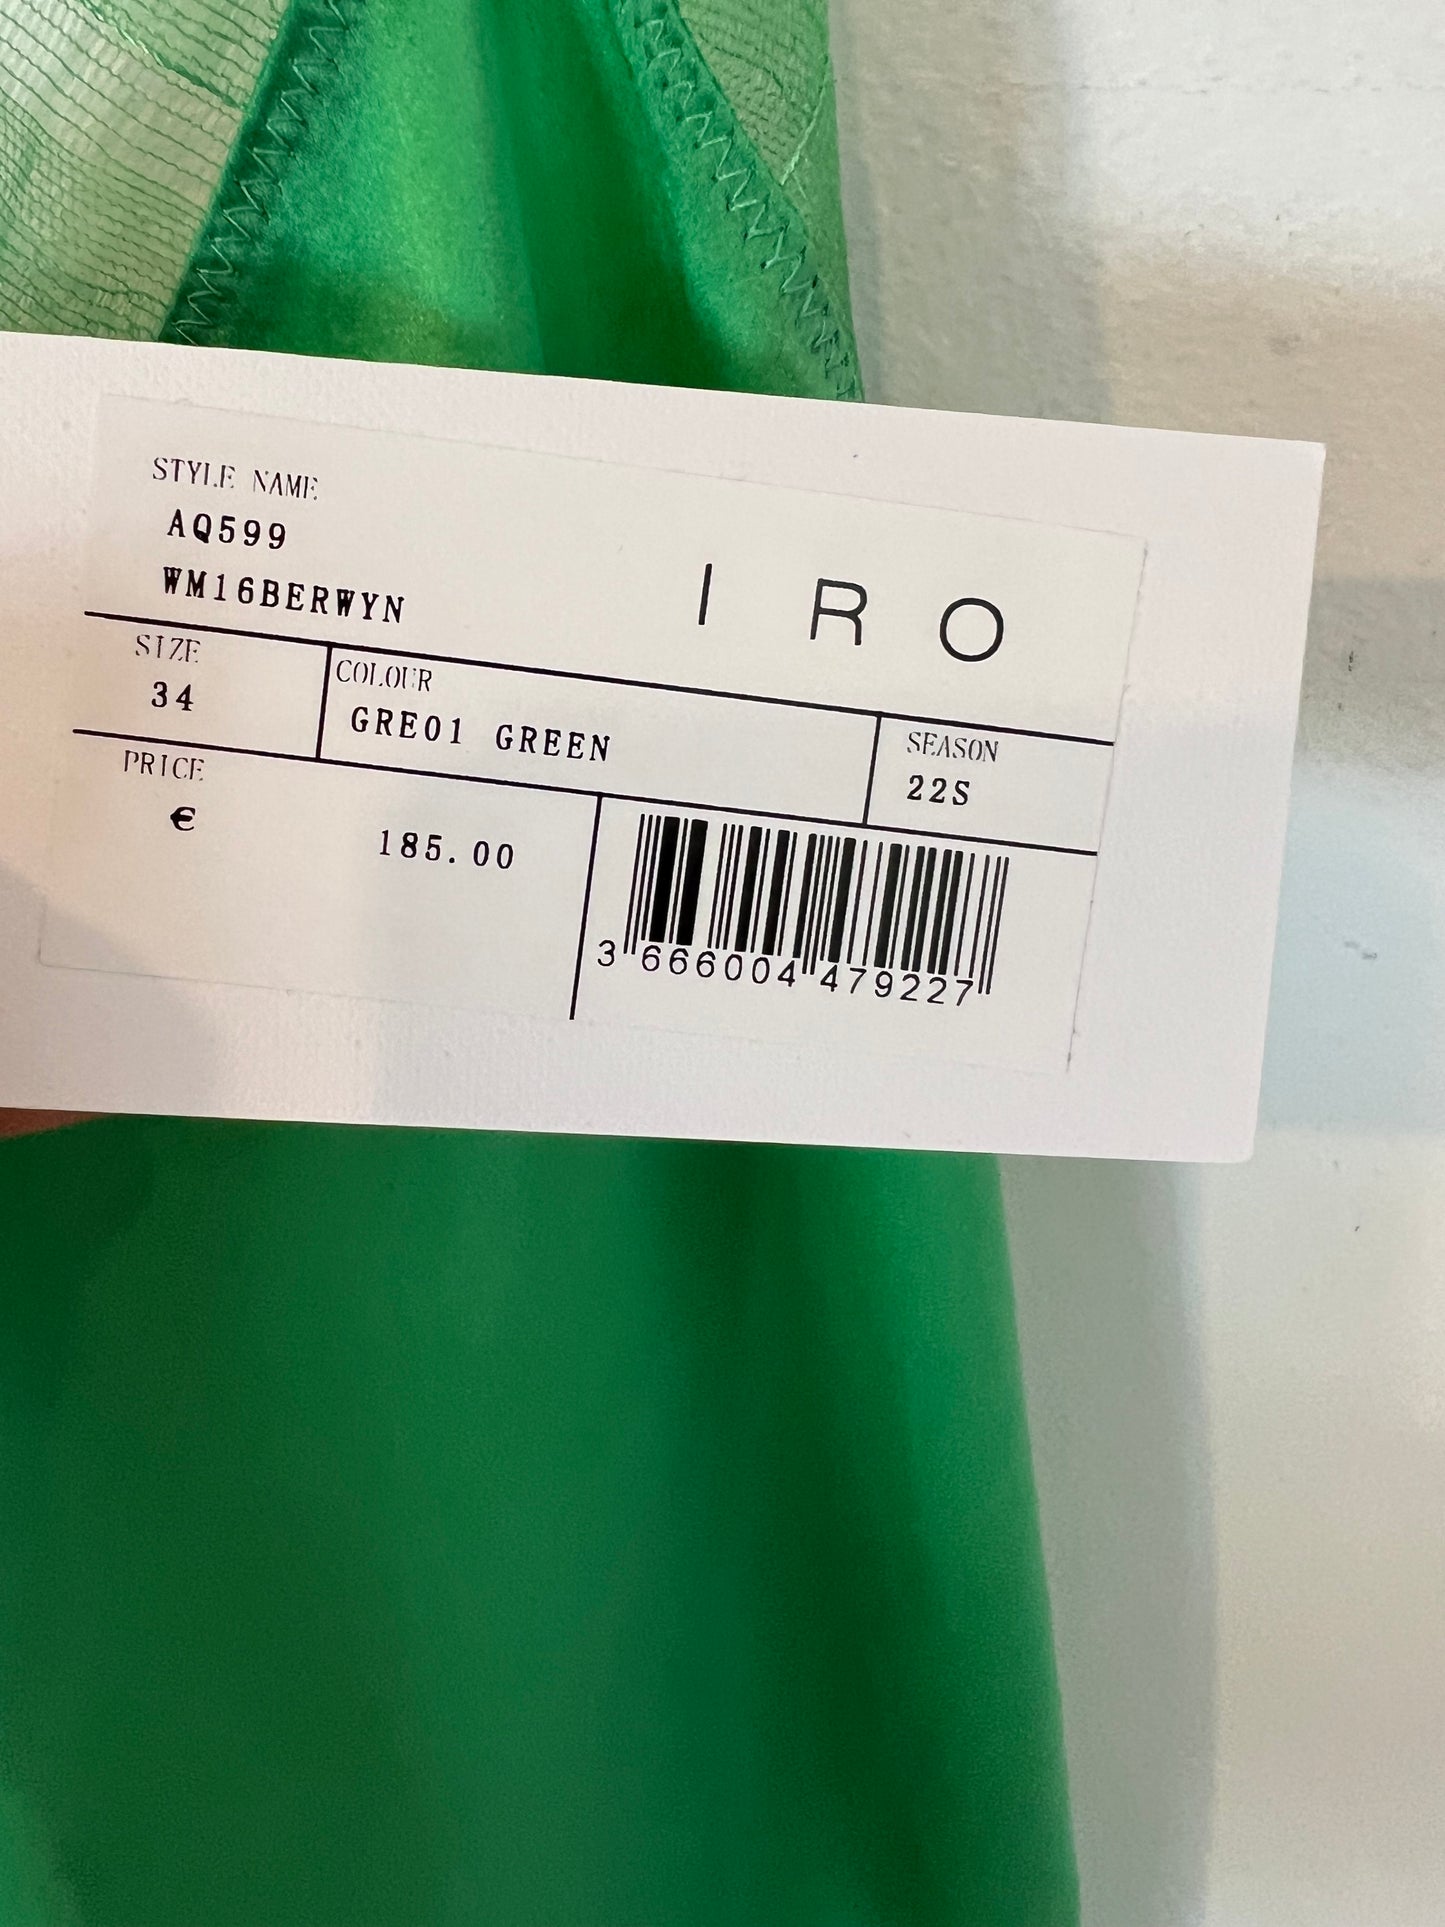 STYLE NAME
AQ599
WM16BERWYN
IRO
SIZE
34
COLOUR
GRE01 GREEN
SEASON
22S
PRICE
€ 185.00
3 666004 479227